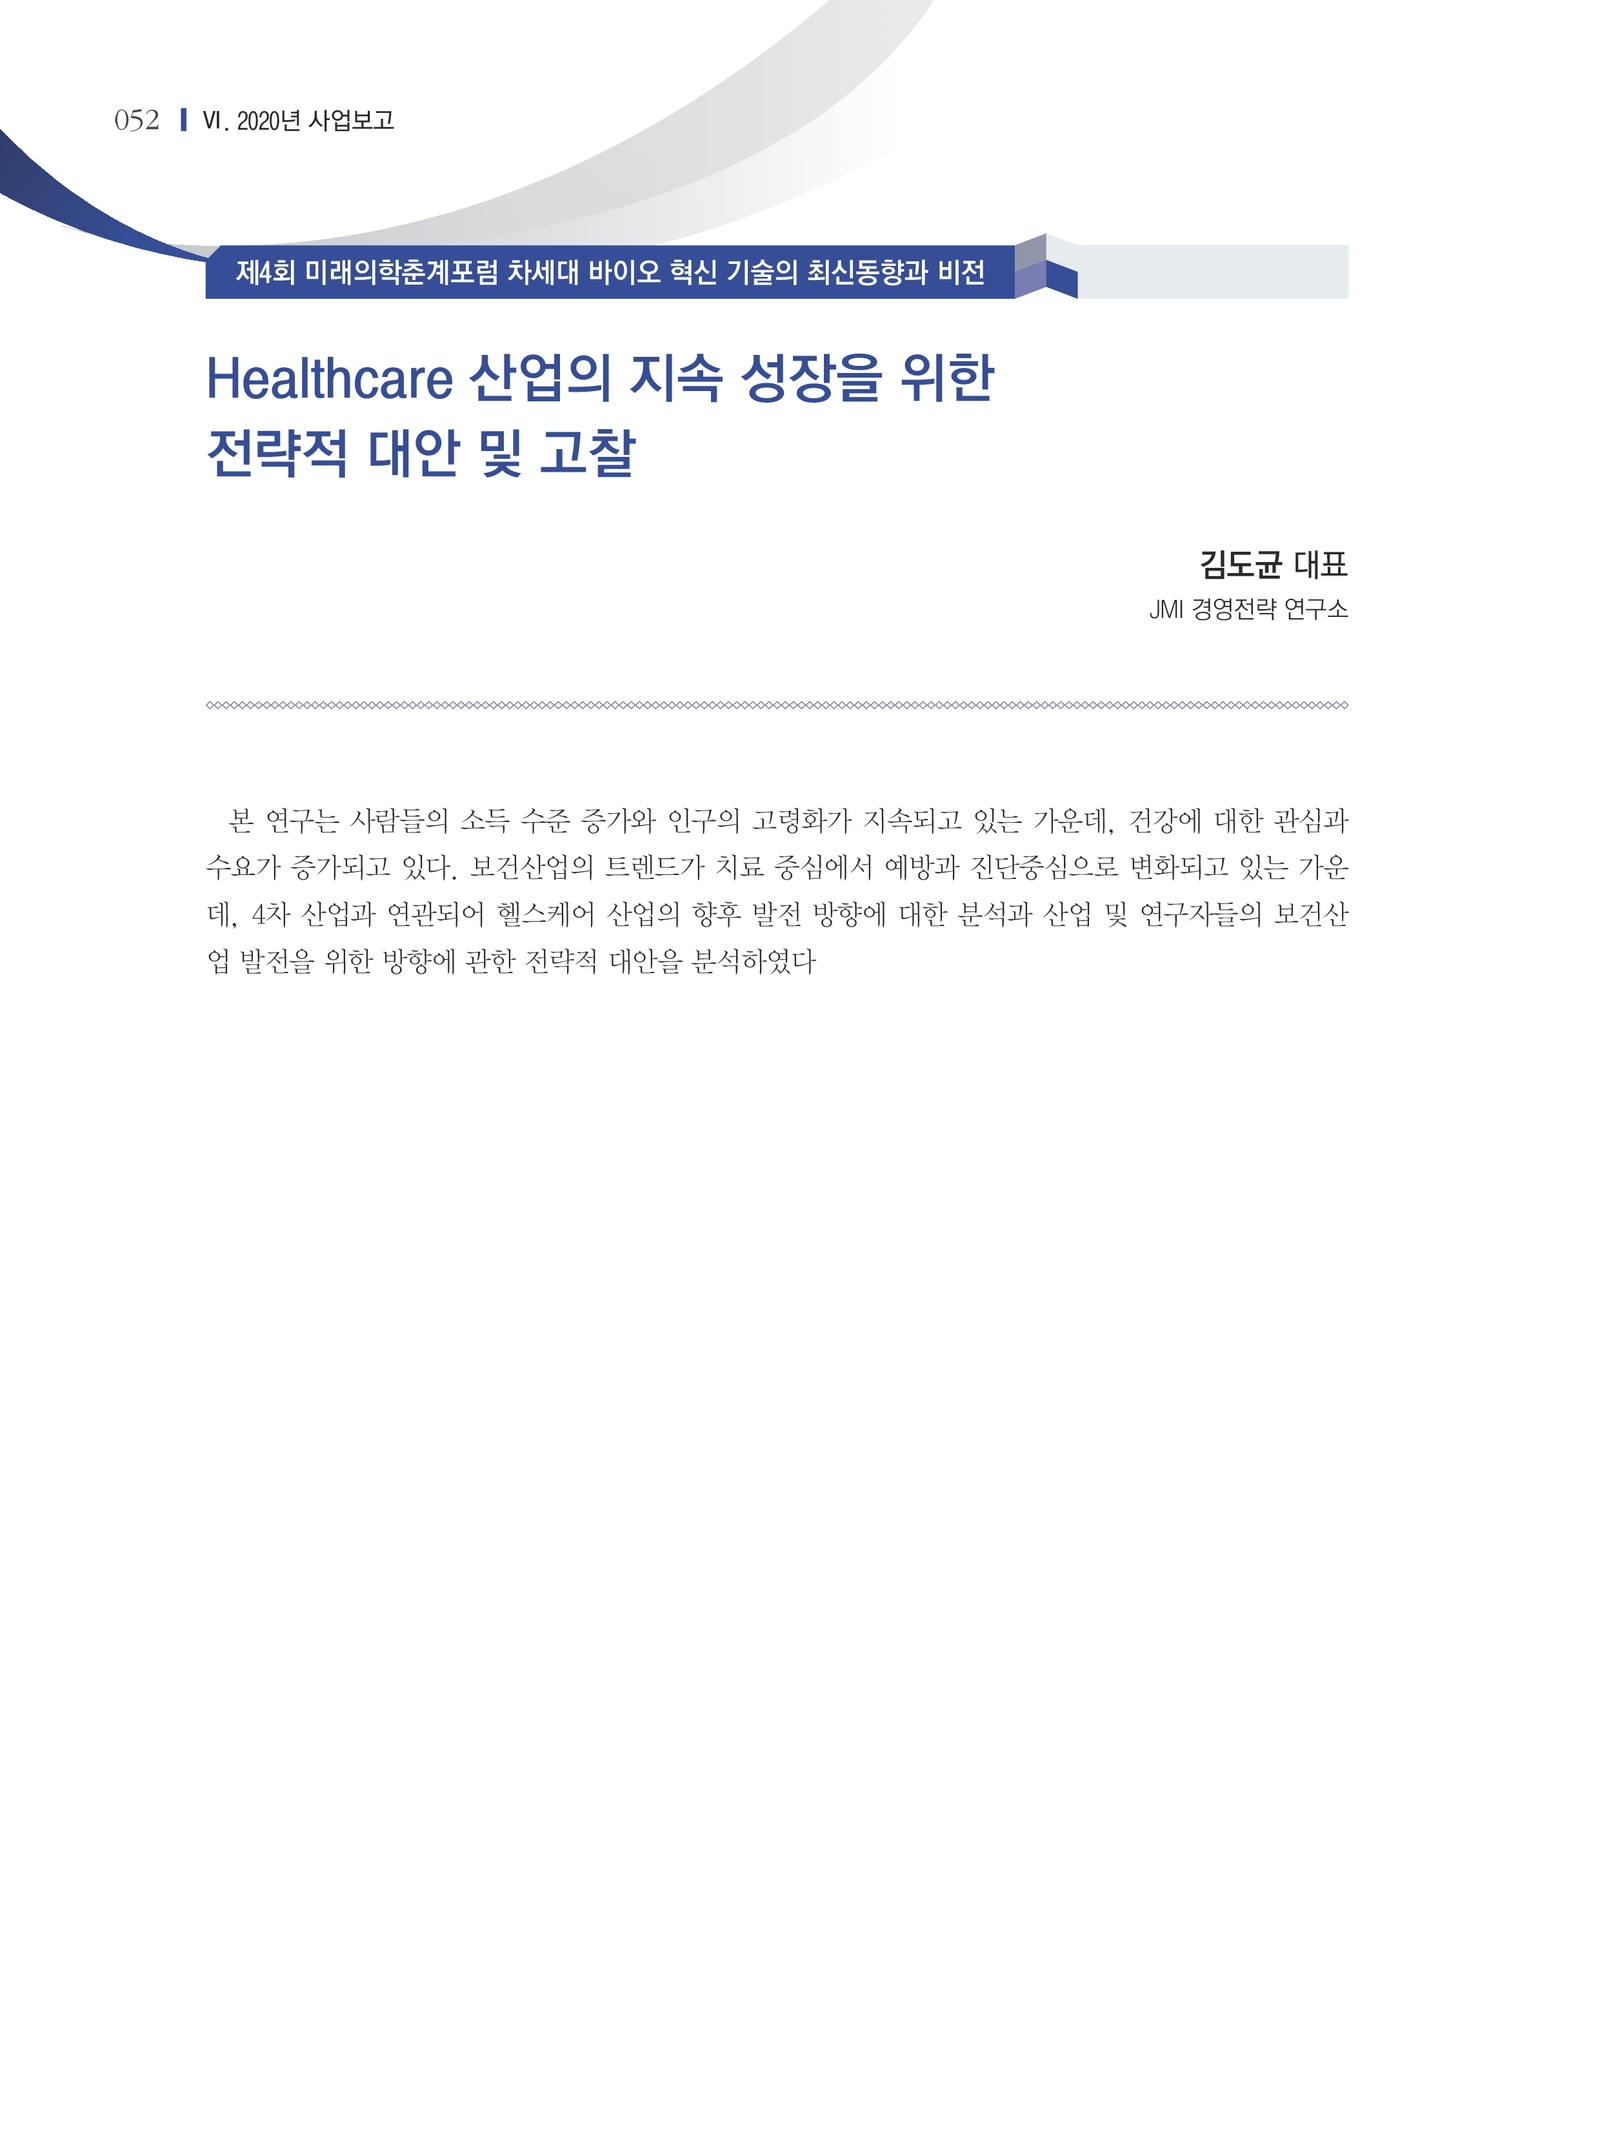 052 VI. 2020년 사업보고
제4회 미래의학춘계포럼 차세대 바이오 혁신 기술의 최신동향과 비전
Healthcare 산업의 지속 성장을 위한
전략적 대안 및 고찰
김도균 대표
JMI 경영전략 연구소
본 연구는 사람들의 소득 수준 증가와 인구의 고령화가 지속되고 있는 가운데, 건강에 대한 관심과
수요가 증가되고 있다. 보건산업의 트렌드가 치료 중심에서 예방과 진단중심으로 변화되고 있는 가운
데, 4차 산업과 연관되어 헬스케어 산업의 향후 발전 방향에 대한 분석과 산업 및 연구자들의 보건산
업 발전을 위한 방향에 관한 전략적 대안을 분석하였다